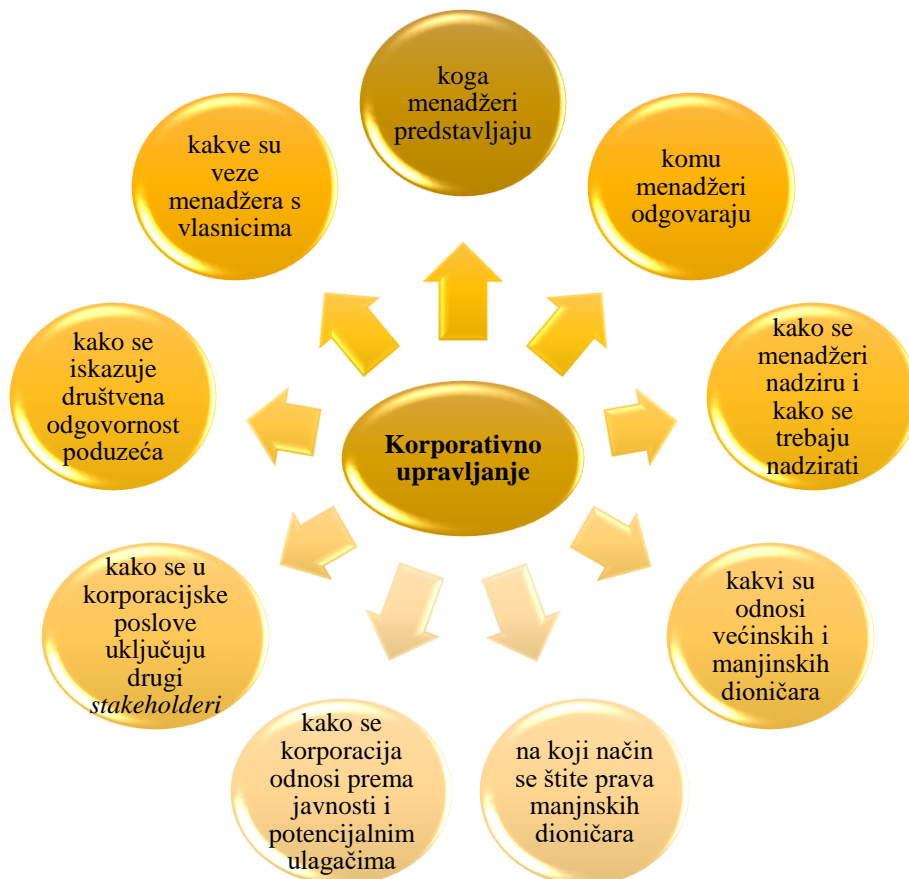 koga
menadžeri
predstavljaju
komu
menadžeri
odgovaraju
kako se
menadžeri
nadziru i
kako se
trebaju
nadzirati
kakvi su
odnosi
većinskih i
manjinskih
dioničara
na koji način
se štite prava
manjnskih
dioničara
kako se
korporacija
odnosi prema
javnosti i
potencijalnim
ulagačima
kako se u
korporacijske
poslove
uključuju
drugi
stakeholderi
kako se
iskazuje
društvena
odgovornost
poduzeća
kakve su
veze
menadžera s
vlasnicima
Korporativno
upravljanje